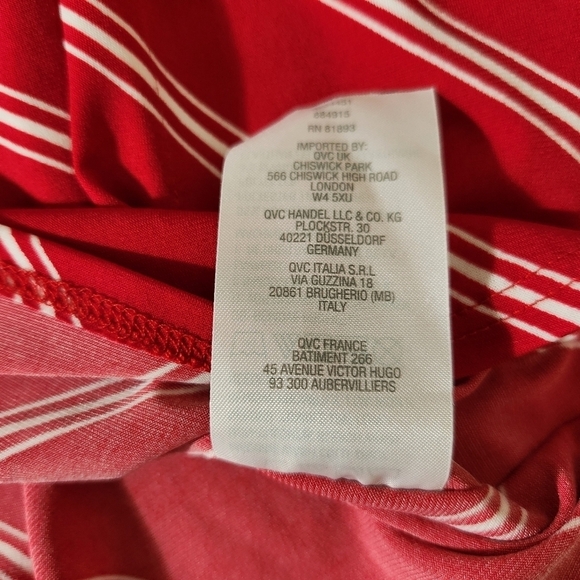 684315
RN 81893
IMPORTED BY:
QVC UK
CHISWICK PARK
566 CHISWICK HIGH ROAD
LONDON
W4 5XU
QVC HANDEL LLC & CO. KG
PLOCKSTR. 30
40221 DÜSSELDORF
GERMANY
QVC ITALIA S.R.L
VIA GUZZINA 18
20861 BRUGHERIO (MB)
ITALY
QVC FRANCE
BATIMENT 266
45 AVENUE VICTOR HUGO
93 300 AUBERVILLIERS